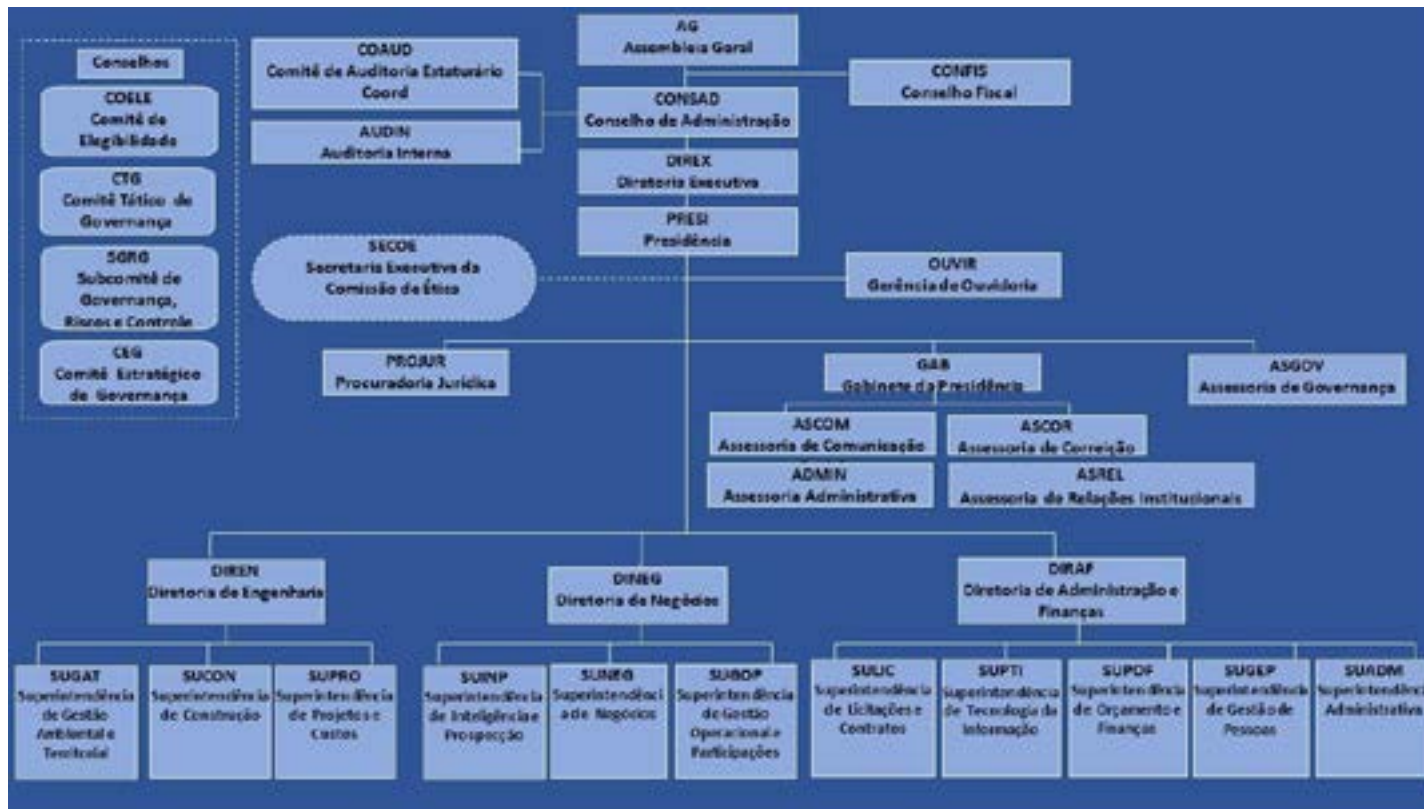 AG
Assembleia Geral
Conselhos
COELE
Comitê de
Elegibilidade
CTG
Comitê Tático de
Governança
SGRG
Subcomitê de
Governança,
Riscos e Controle
CEG
Comitê Estratégico
de Governança
COAUD
Comitê de Auditoria Estaturário
Coord
AUDIN
Auditoria Interna
CONFIS
Conselho Fiscal
CONSAD
Conselho de Administração
DIREX
Diretoria Executiva
PRESI
Presidência
SECOE
Secretaria Executiva da
Comissão de Ética
OUVIR
Gerência de Ouvidoria
PROJUR
Procuradoria Jurídica
GAB
Gabinete da Presidência
ASGOV
Assessoria de Governança
ASCOM
Assessoria de Comunicação
ASCOR
Assessoria de Correição
ADMIN
Assessoria Administrativa
ASREL
Assessoria de Relações Institucionais
DIREN
Diretoria de Engenharia
DINEG
Diretoria de Negócios
DIRAF
Diretoria de Administração e
Finanças
SUGAT
Superintendência
de Gestão
Ambiental e
Territorial
SUCON
Superintendência
de Construção
SUPRO
Superintendência
de Projetos e
Custos
SUINP
Superintendência
de Inteligência e
Prospecção
SUNEG
Superintendênci
a de Negócios
SUGOP
Superintendência
de Gestão
Operacional e
Participações
SULIC
Superintendência
de Licitações e
Contratos
SUPTI
Superintendência
de Tecnologia da
Informação
SUPOF
Superintendência
de Orçamento e
Finanças
SUGEP
Superintendência
de Gestão de
Pessoas
SUADM
Superintendência
Administrativa